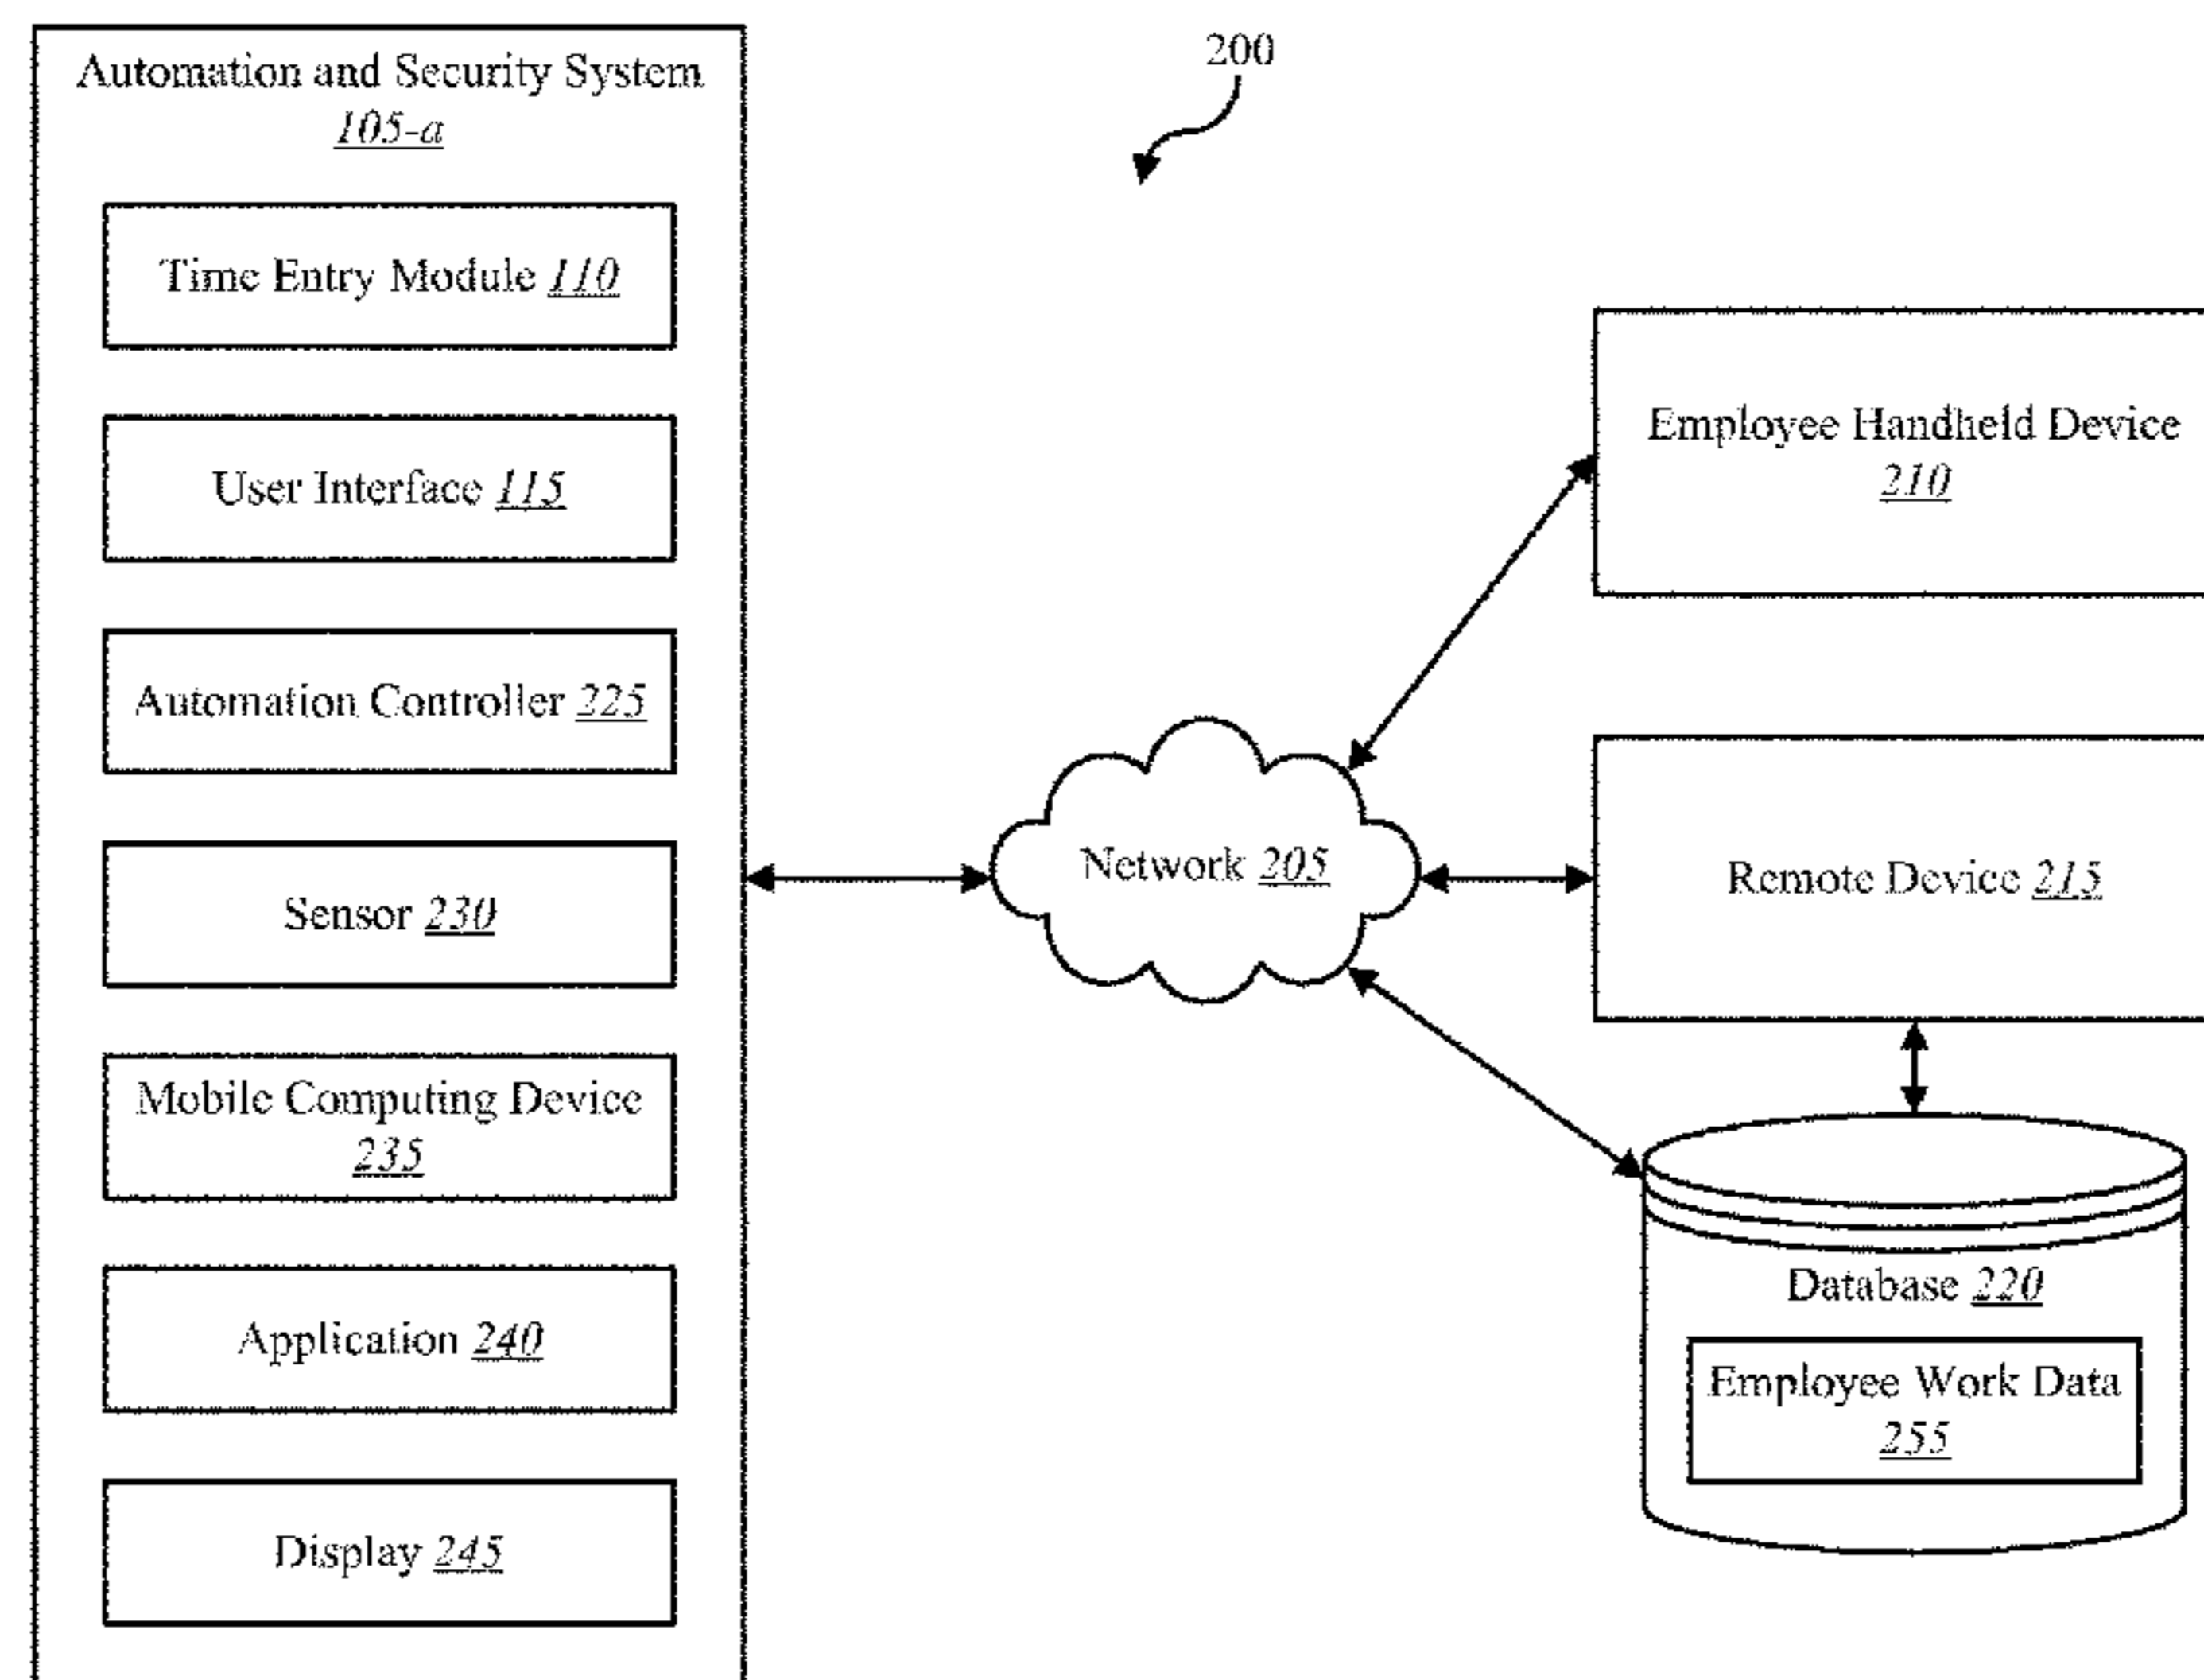 Automation and Security System
105-a
Time Entry Module 110
User Interface 115
Automation Controller 225
Sensor 230
Mobile Computing Device
235
Application 240
Display 245
200
Network 205
Employee Handheld Device
210
Remote Device 215
Database 220
Employee Work Data
255